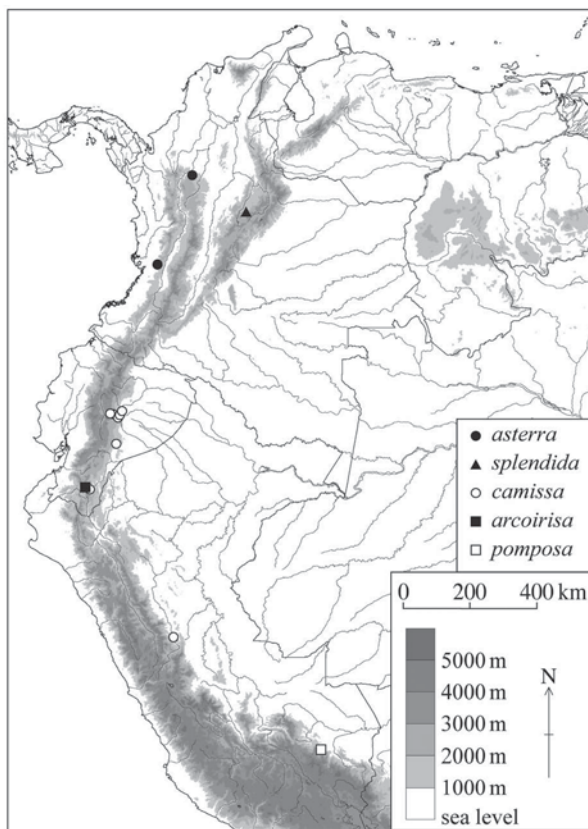 asterra
splendida
camissa
arcoirisa
pomposa
0 200 400 km
5000 m
4000 m
3000 m
2000 m
1000 m
sea level
N